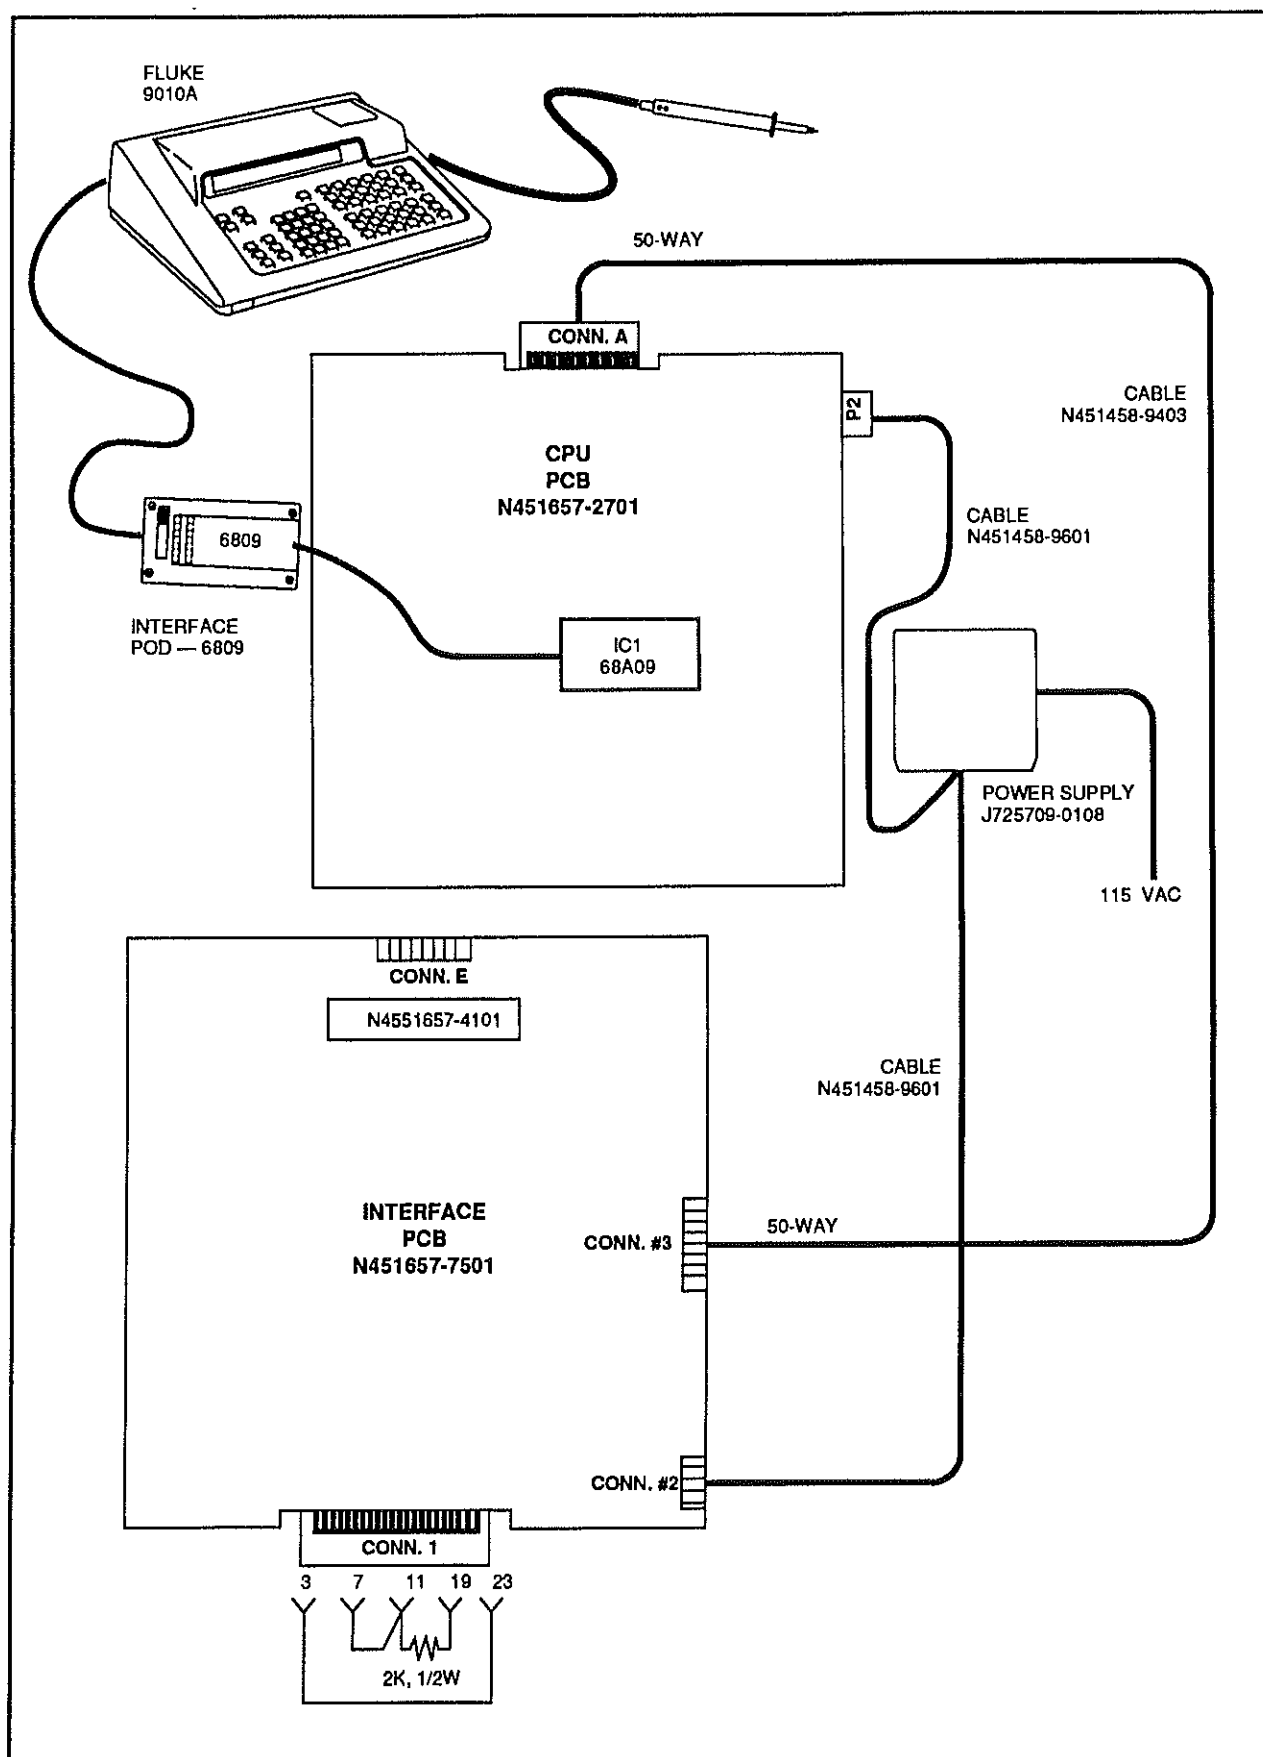 FLUKE
9010A
50-WAY
CONN. A
P2
CABLE
N451458-9403
CPU
PCB
N451657-2701
CABLE
N451458-9601
6809
INTERFACE
POD — 6809
IC1
68A09
POWER SUPPLY
J725709-0108
115 VAC
CONN. E
N4551657-4101
CABLE
N451458-9601
INTERFACE
PCB
N451657-7501
CONN. #3
50-WAY
CONN. #2
CONN. 1
3 7 11 19 23
2K, 1/2W